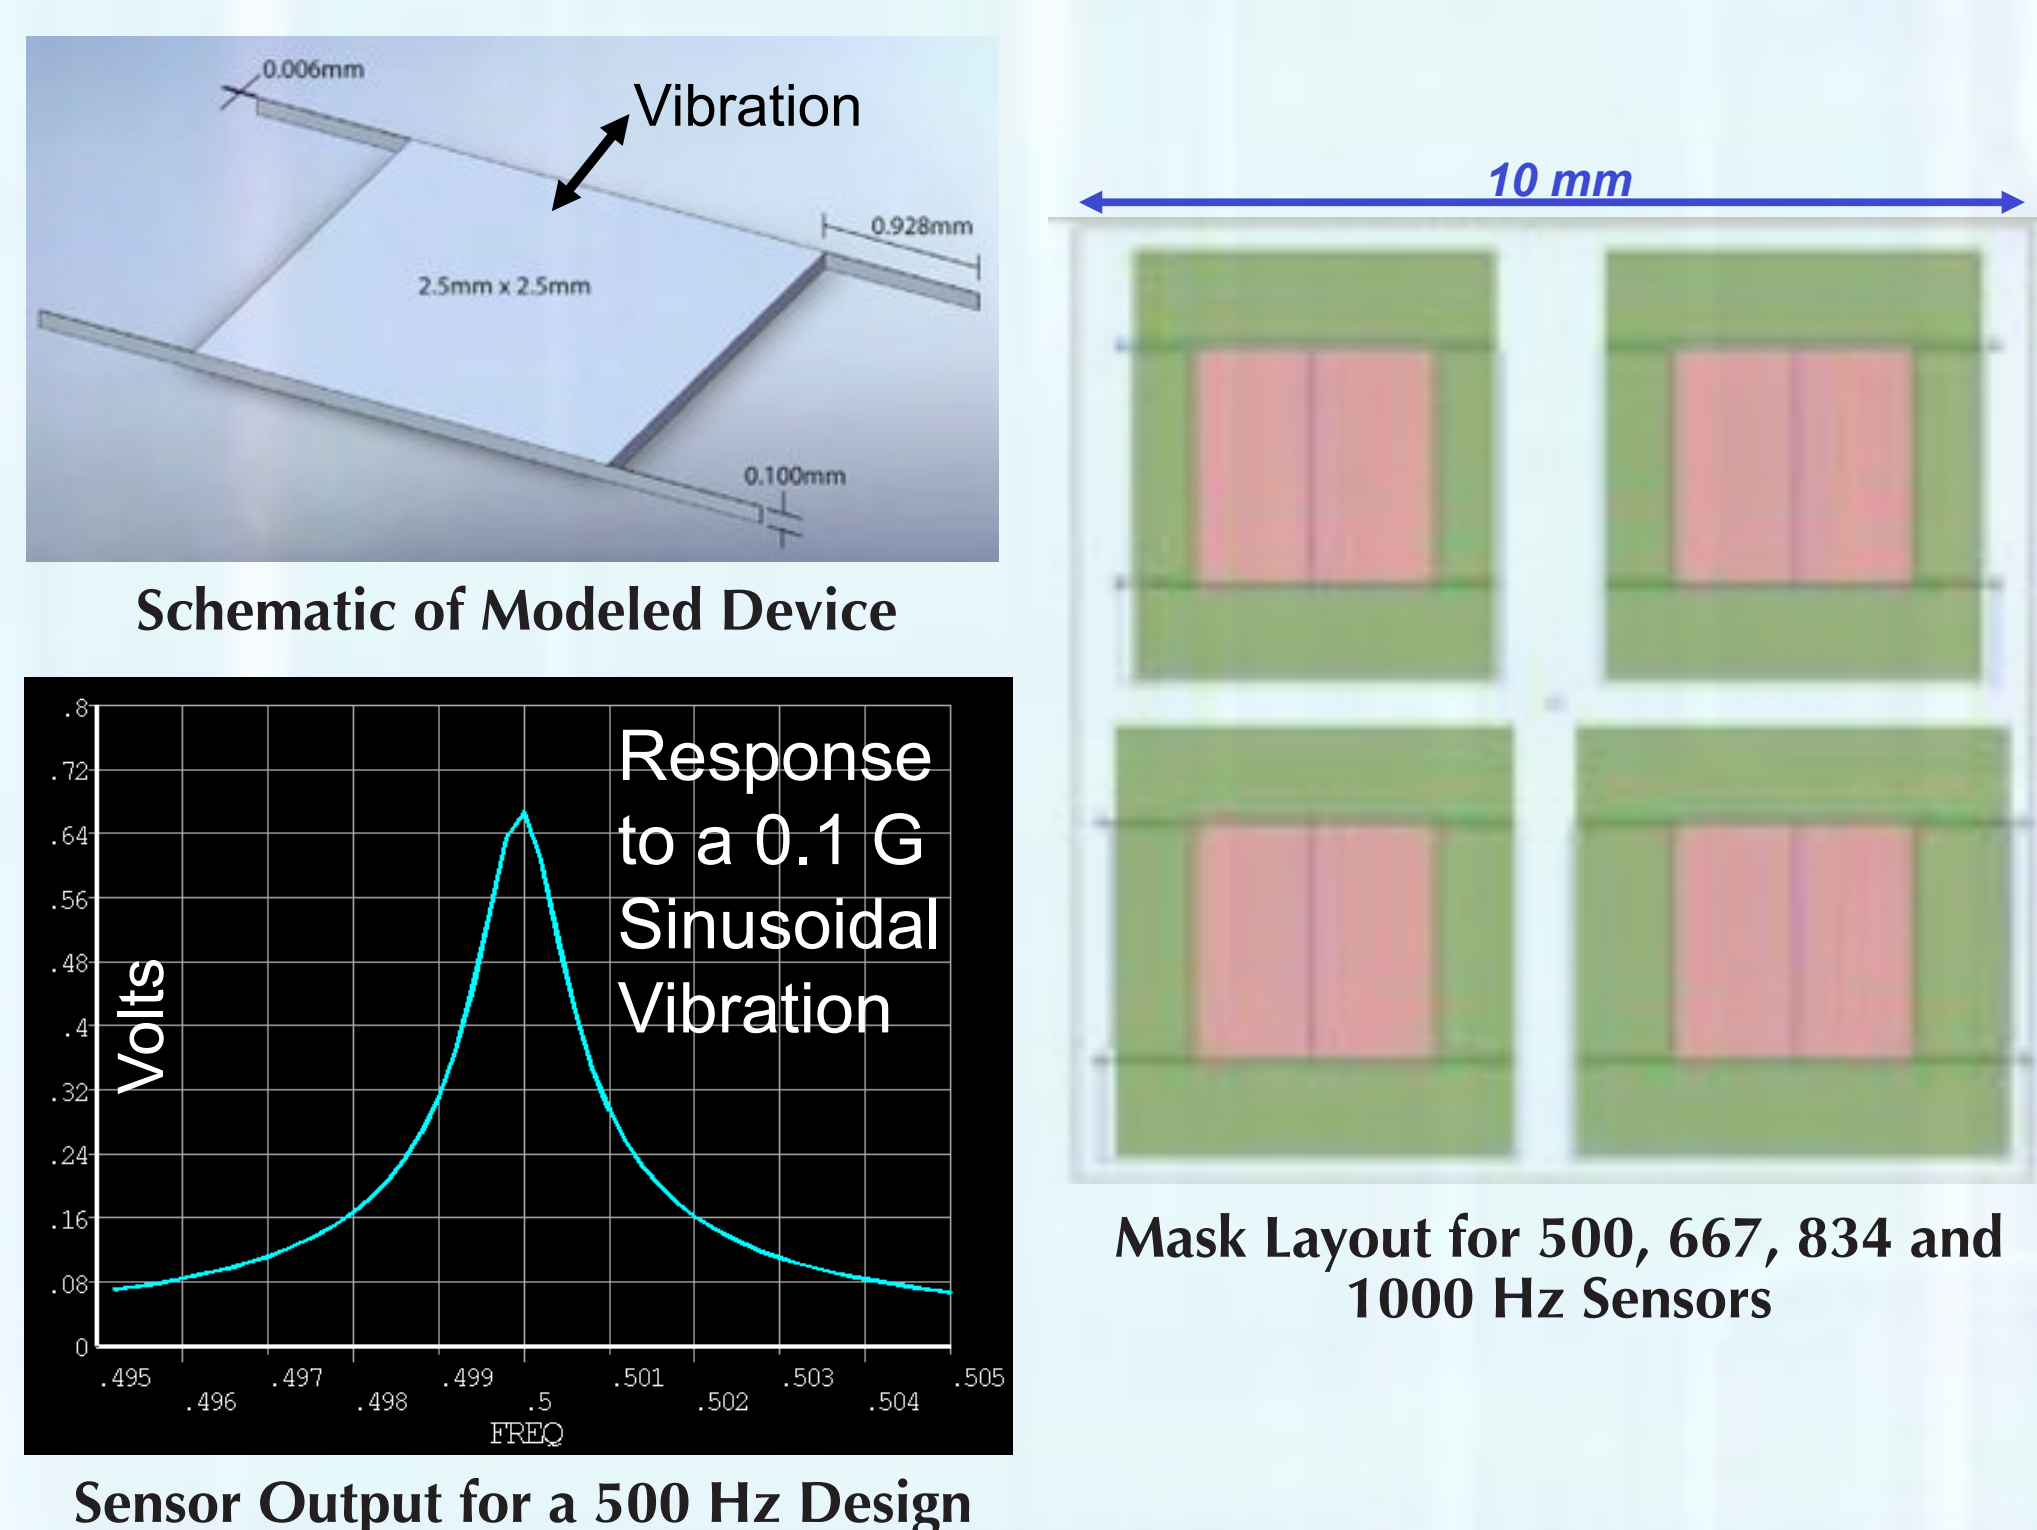 0.006mm
Vibration
0.928mm
2.5mm x 2.5mm
0.100mm
Schematic of Modeled Device
.8
.72
.64
.56
.48
.4
.32
.24
.16
.08
0
Volts
Response
to a 0.1 G
Sinusoidal
Vibration
.495 .497 .499 .501 .503 .505
.496 .498 .5 .502 .504
FREQ
Sensor Output for a 500 Hz Design
10 mm
Mask Layout for 500, 667, 834 and
1000 Hz Sensors